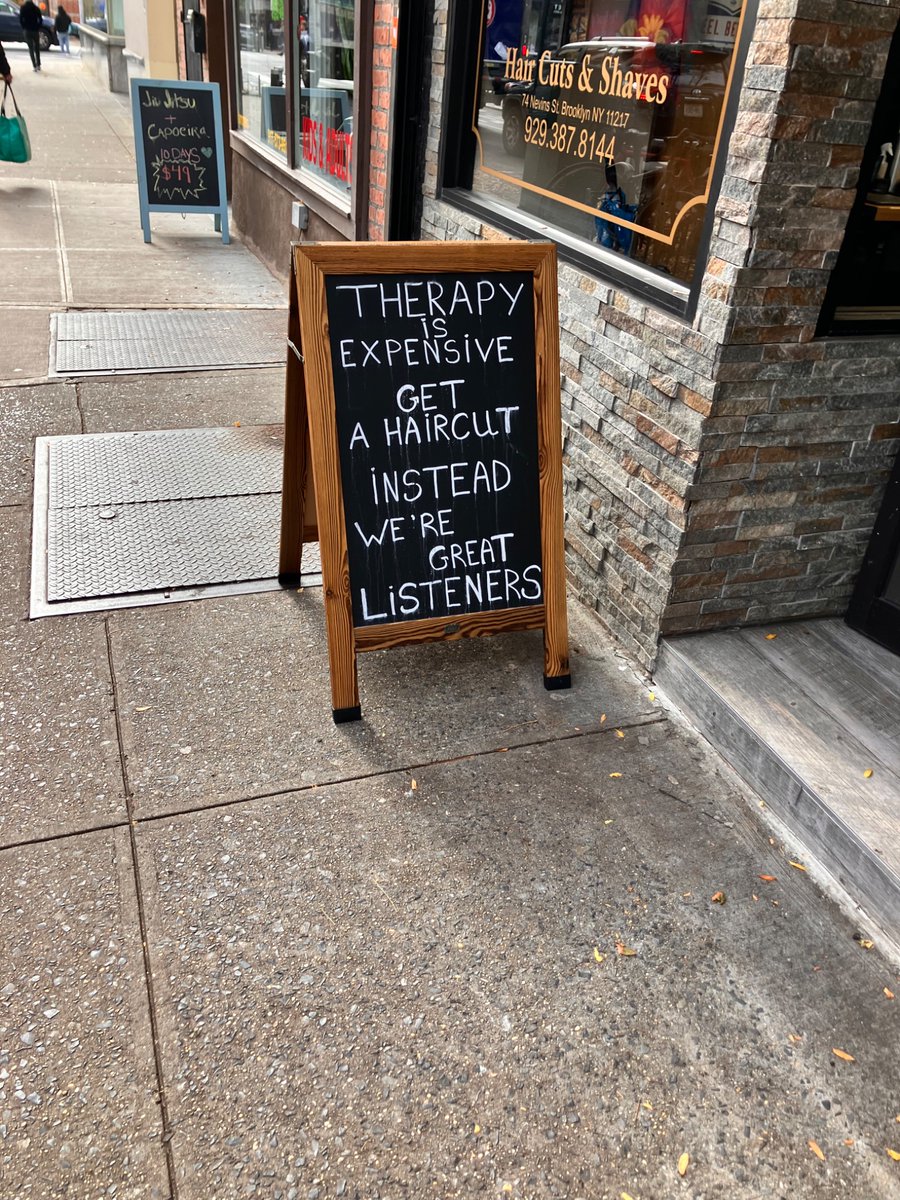 THERAPY
iS
EXPENSiVE
GET
A HAiRCUT
iNSTEAD
WE'RE
GREAT
LiSTENERS
Hair Cuts & Shaves
74 Nevins St. Brooklyn NY 11217
929.387.8144
Jiu Jitsu
+
CAPOEiRA
10 DAYS
$49